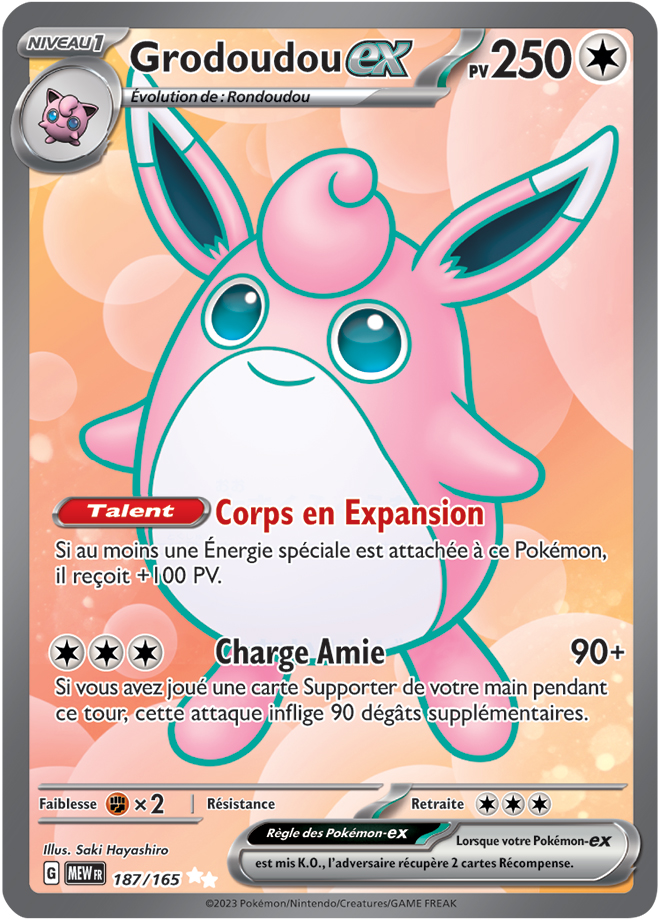 NIVEAU 1
Grodoudou ex
PV 250
Évolution de : Rondoudou
Talent Corps en Expansion
Si au moins une Énergie spéciale est attachée à ce Pokémon,
il reçoit +100 PV.
Charge Amie 90+
Si vous avez joué une carte Supporter de votre main pendant
ce tour, cette attaque inflige 90 dégâts supplémentaires.
Faiblesse ×2 Résistance Retraite
Règle des Pokémon-ex Lorsque votre Pokémon-ex
est mis K.O., l'adversaire récupère 2 cartes Récompense.
Illus. Saki Hayashiro
G MEW FR 187/165
©2023 Pokémon/Nintendo/Creatures/GAME FREAK